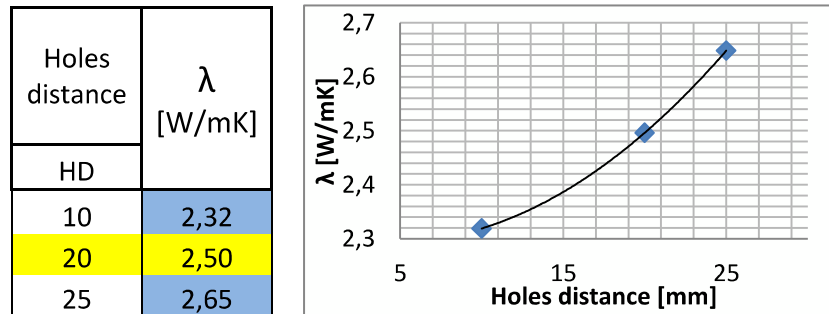 Holes
distance
λ
[W/mK]
HD
10 2,32
20 2,50
25 2,65
2,7
2,6
2,5
2,4
2,3
λ [W/mK]
5 15 25
Holes distance [mm]